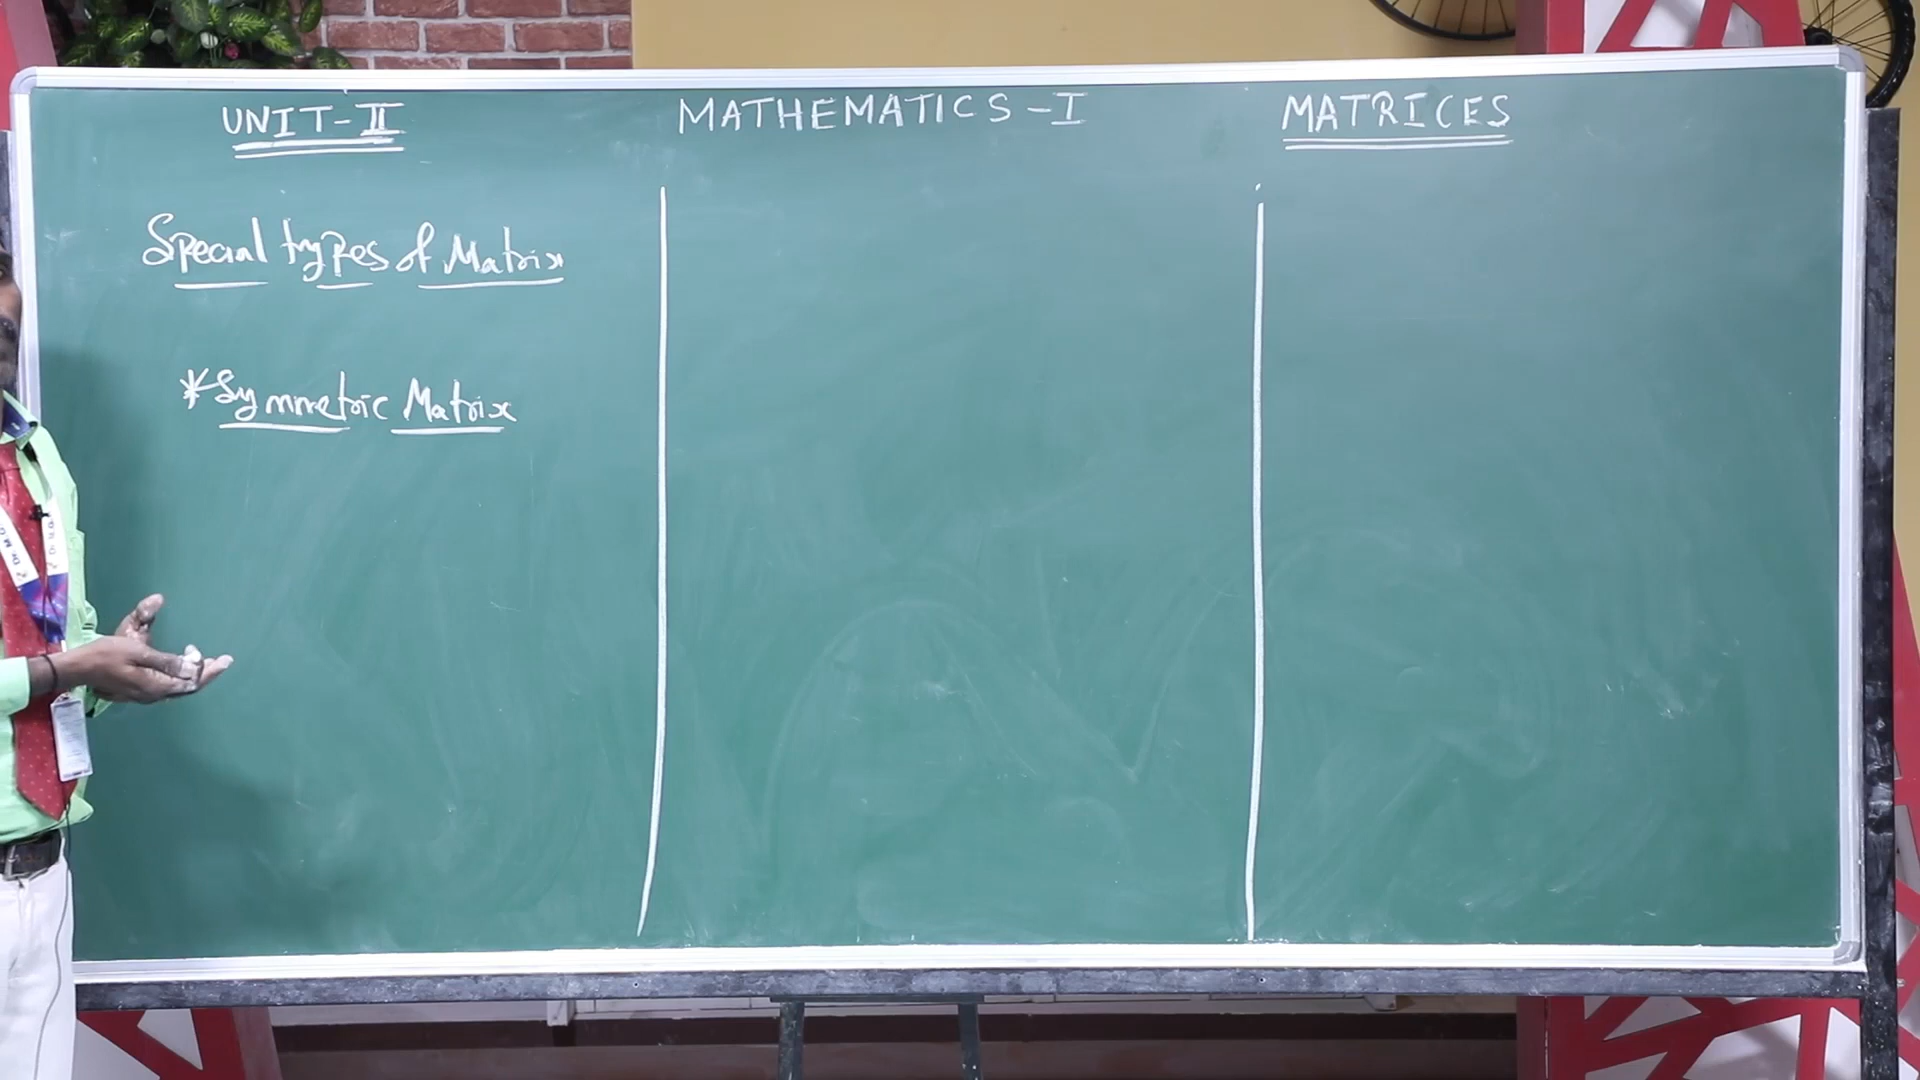 UNIT-II
MATHEMATICS-I
MATRICES
Special types of Matrix
*Symmetric Matrix